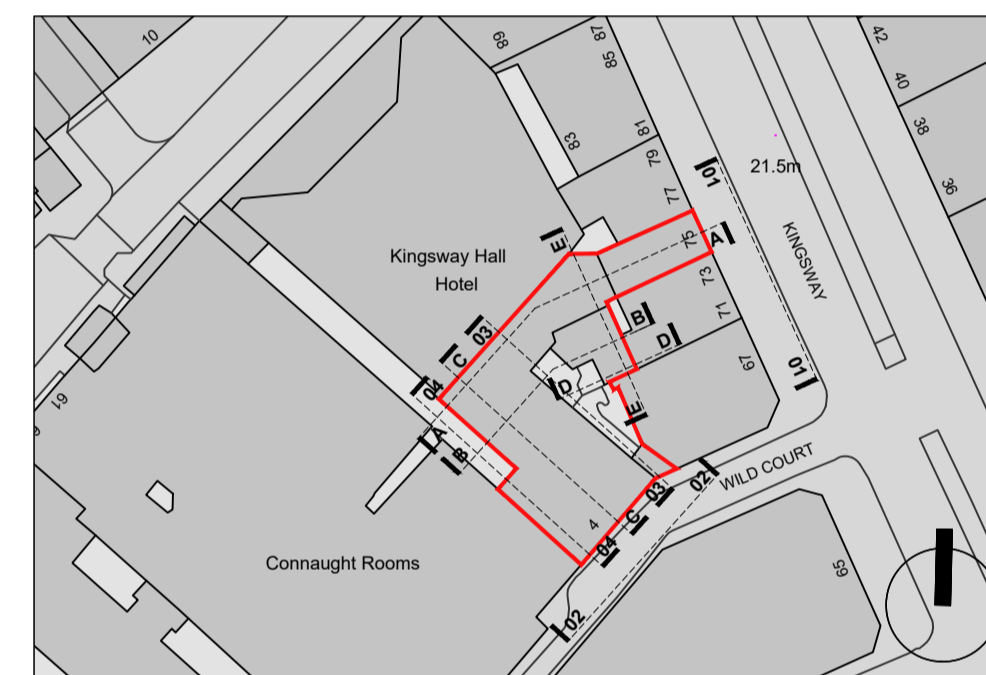 10
89
87
85
42
40
38
36
83
81
79
77
75
73
71
67
01
21.5m
KINGSWAY
A
E
Kingsway Hall
Hotel
B
D
03
C
04
D
01
E
61
A
B
WILD COURT
02
03
C
4
04
Connaught Rooms
65
02